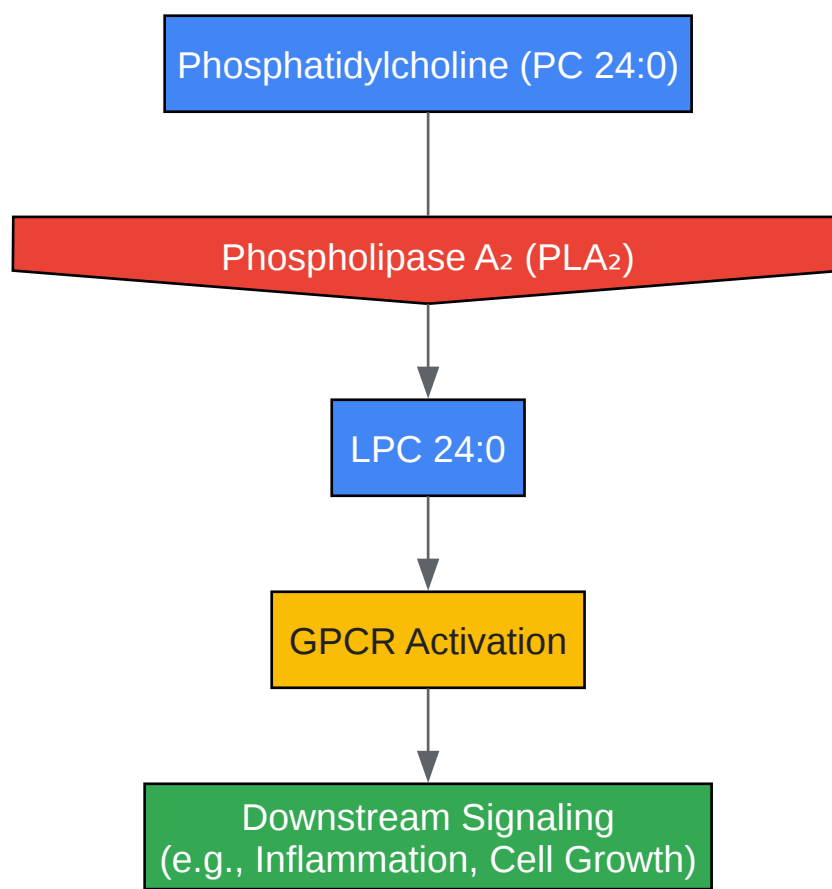 Phosphatidylcholine (PC 24:0)
Phospholipase A₂ (PLA₂)
LPC 24:0
GPCR Activation
Downstream Signaling
(e.g., Inflammation, Cell Growth)